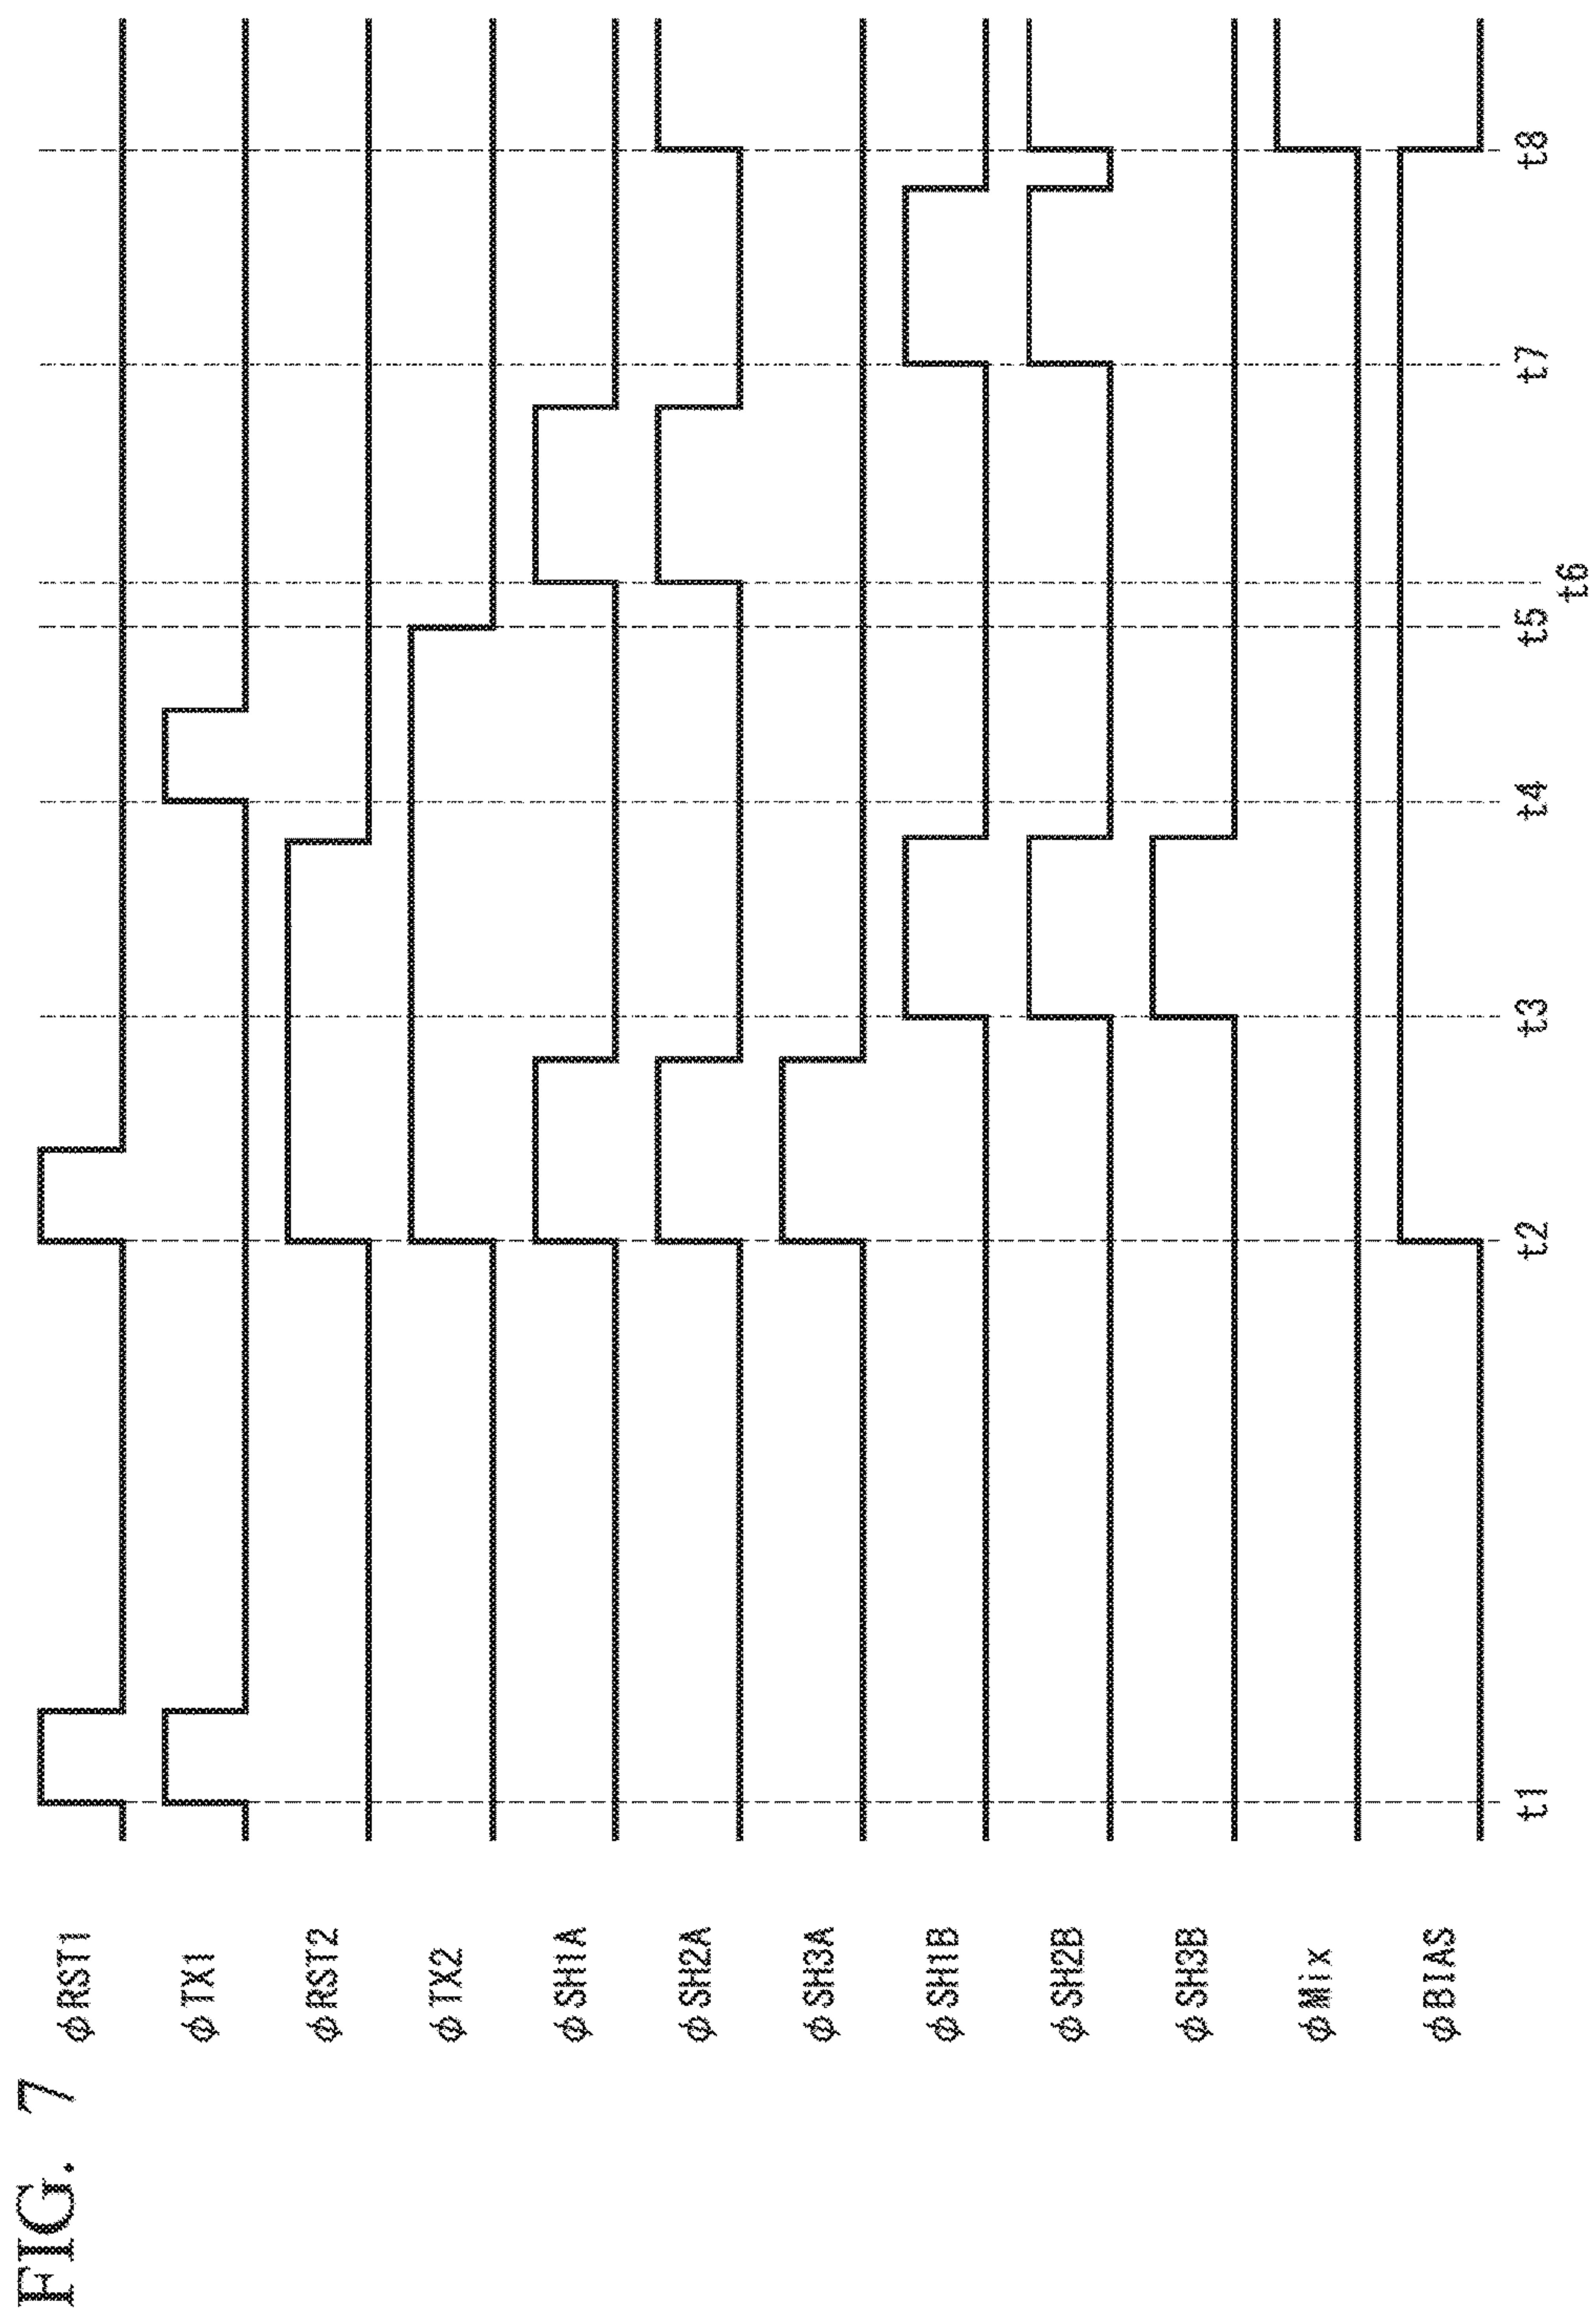 FIG. 7
φRST1
φTX1
φRST2
φTX2
φSH1A
φSH2A
φSH3A
φSH1B
φSH2B
φSH3B
φMix
φBIAS
t1 t2 t3 t4 t5 t6 t7 t8